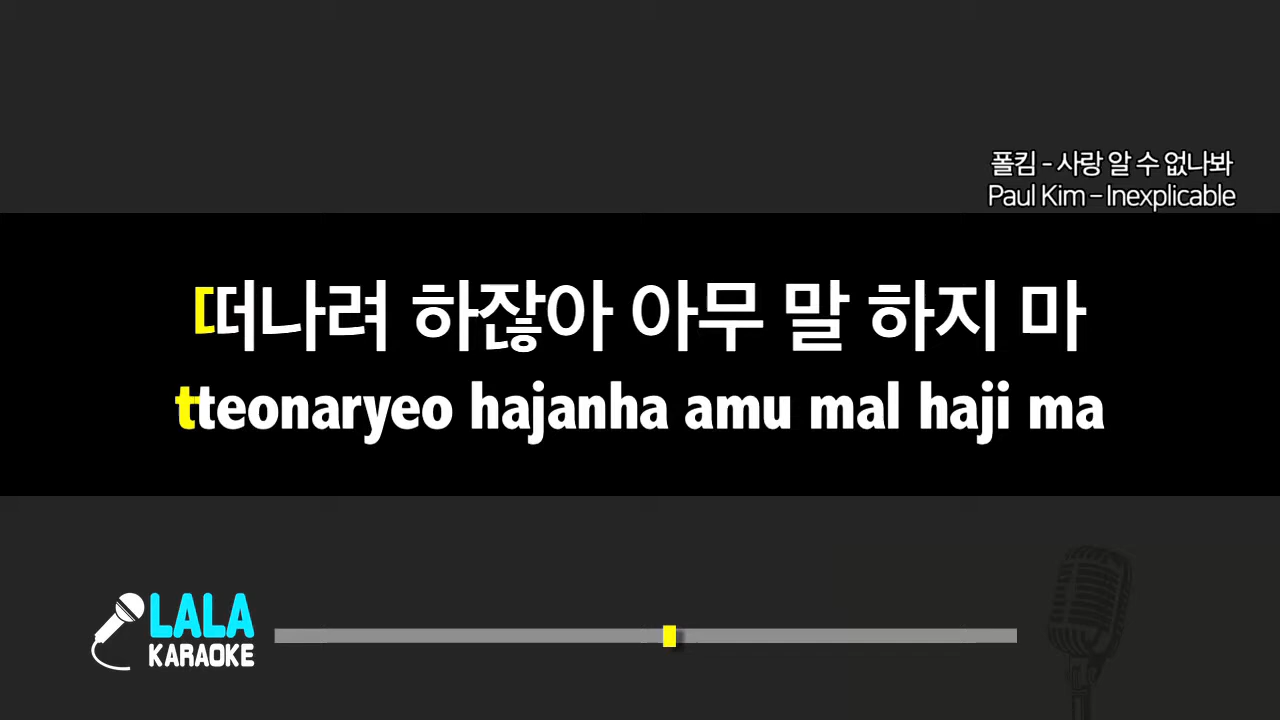 폴킴 - 사랑 알 수 없나봐
Paul Kim – Inexplicable
떠나려 하잖아 아무 말 하지 마
tteonaryeo hajanha amu mal haji ma
LALA
KARAOKE